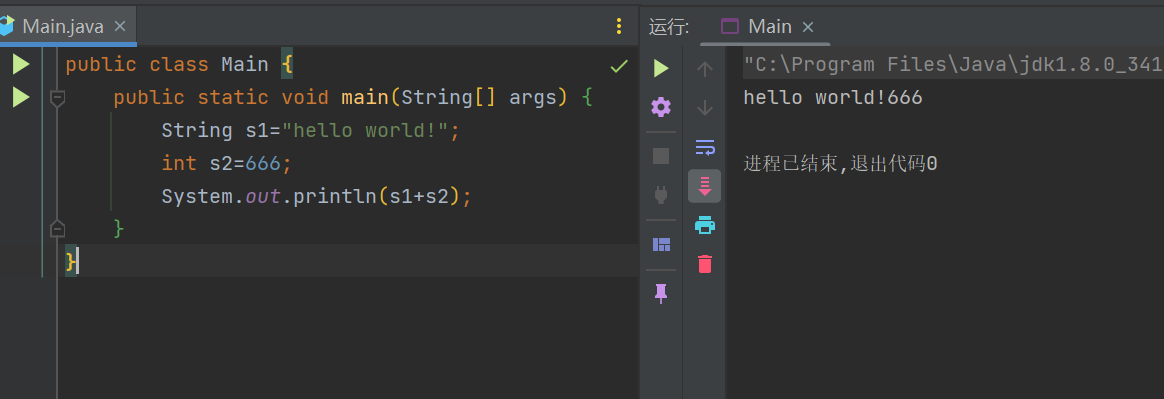 Main.java
public class Main {
public static void main(String[] args) {
String s1="hello world!";
int s2=666;
System.out.println(s1+s2);
}
}
运行:
Main
"C:\Program Files\Java\jdk1.8.0_341
hello world!666
进程已结束,退出代码0